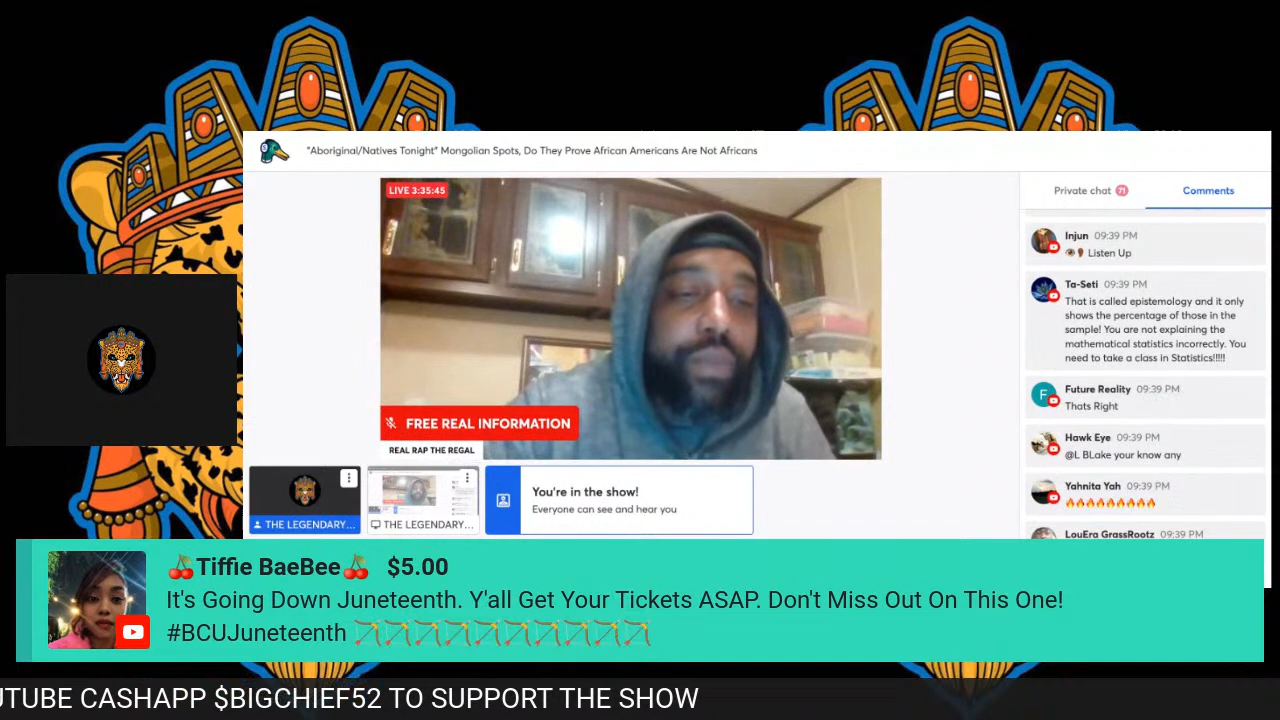 "Aboriginal/Natives Tonight" Mongolian Spots, Do They Prove African Americans Are Not Africans
LIVE 3:35:45
FREE REAL INFORMATION
REAL RAP THE REGAL
THE LEGENDARY...
THE LEGENDARY...
You're in the show!
Everyone can see and hear you
Private chat 71
Comments
Injun 09:39 PM
👁️👂🏾 Listen Up
Ta-Seti 09:39 PM
That is called epistemology and it only
shows the percentage of those in the
sample! You are not explaining the
mathematical statistics incorrectly. You
need to take a class in Statistics!!!!!
F
Future Reality 09:39 PM
Thats Right
Hawk Eye 09:39 PM
@L BLake your know any
Yahnita Yah 09:39 PM
🔥🔥🔥🔥🔥🔥🔥🔥🔥
LouEra GrassRootz 09:39 PM
🍒Tiffie BaeBee🍒 $5.00
It's Going Down Juneteenth. Y'all Get Your Tickets ASAP. Don't Miss Out On This One!
#BCUJuneteenth 🏹🏹🏹🏹🏹🏹🏹🏹🏹🏹
UTUBE CASHAPP $BIGCHIEF52 TO SUPPORT THE SHOW